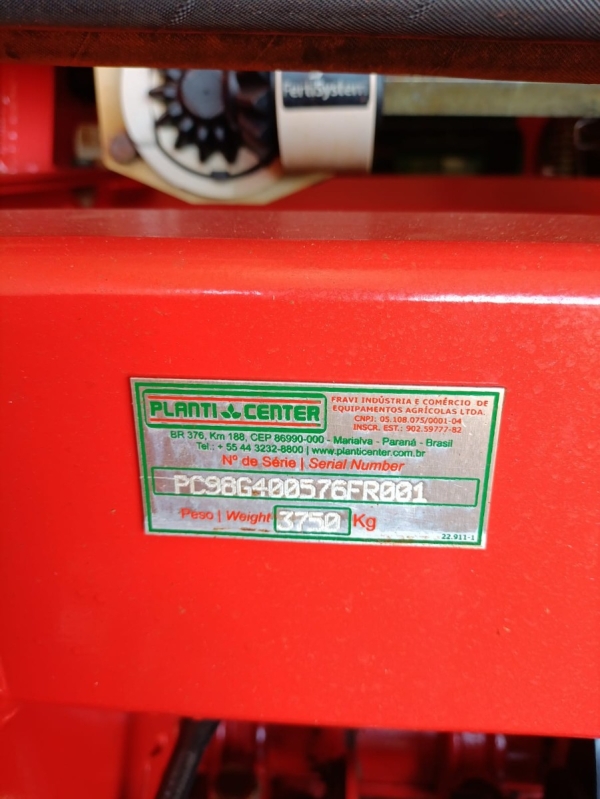 FertiSystem
PLANTI CENTER
FRAVI INDÚSTRIA E COMÉRCIO DE
EQUIPAMENTOS AGRÍCOLAS LTDA.
CNPJ: 05.108.075/0001-04
INSCR. EST.: 902.59777-82
BR 376, Km 188, CEP 86990-000 - Marialva - Paraná - Brasil
Tel.: + 55 44 3232-8800 | www.planticenter.com.br
Nº de Série | Serial Number
PC98G400576FR001
Peso | Weight 3750 Kg
22.911-1